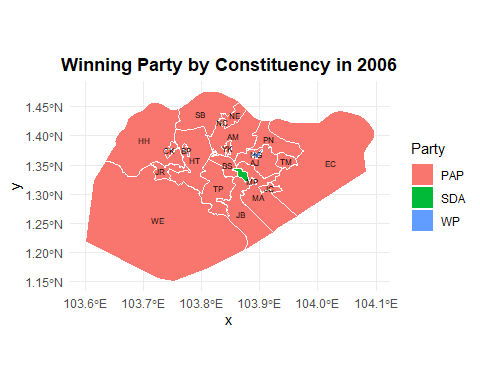 Winning Party by Constituency in 2006
1.45°N
1.40°N
1.35°N
1.30°N
1.25°N
1.20°N
1.15°N
y
SB
NE
HH
AM
PN
YK
HT
AJ
TM
EC
JR
BS
TP
MA
WE
JB
103.6°E
103.7°E
103.8°E
103.9°E
104.0°E
104.1°E
x
Party
PAP
SDA
WP